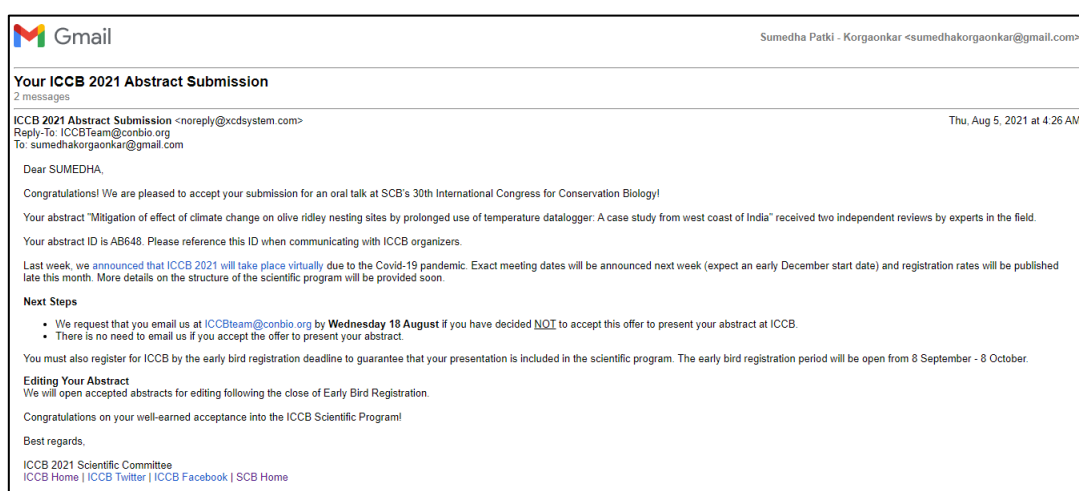 Gmail
Sumedha Patki - Korgaonkar <sumedhakorgaonkar@gmail.com>
Your ICCB 2021 Abstract Submission
2 messages
ICCB 2021 Abstract Submission <noreply@xcdsystem.com>
Thu, Aug 5, 2021 at 4:26 AM
Reply-To: ICCBTeam@conbio.org
To: sumedhakorgaonkar@gmail.com
Dear SUMEDHA,
Congratulations! We are pleased to accept your submission for an oral talk at SCB's 30th International Congress for Conservation Biology!
Your abstract "Mitigation of effect of climate change on olive ridley nesting sites by prolonged use of temperature datalogger: A case study from west coast of India" received two independent reviews by experts in the field.
Your abstract ID is AB648. Please reference this ID when communicating with ICCB organizers.
Last week, we announced that ICCB 2021 will take place virtually due to the Covid-19 pandemic. Exact meeting dates will be announced next week (expect an early December start date) and registration rates will be published
late this month. More details on the structure of the scientific program will be provided soon.
Next Steps
• We request that you email us at ICCBteam@conbio.org by Wednesday 18 August if you have decided NOT to accept this offer to present your abstract at ICCB.
• There is no need to email us if you accept the offer to present your abstract.
You must also register for ICCB by the early bird registration deadline to guarantee that your presentation is included in the scientific program. The early bird registration period will be open from 8 September - 8 October.
Editing Your Abstract
We will open accepted abstracts for editing following the close of Early Bird Registration.
Congratulations on your well-earned acceptance into the ICCB Scientific Program!
Best regards,
ICCB 2021 Scientific Committee
ICCB Home | ICCB Twitter | ICCB Facebook | SCB Home